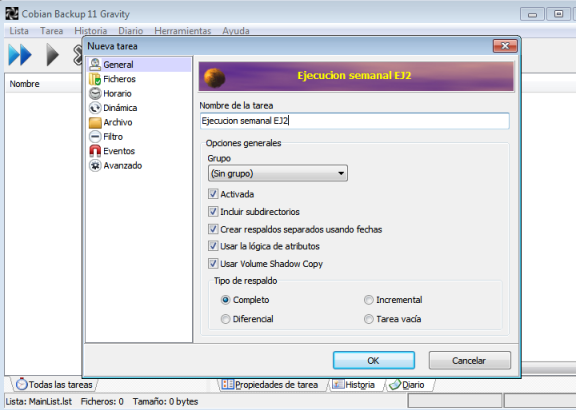 Cobian Backup 11 Gravity
Lista Tarea Historia Diario Herramientas Ayuda
Nueva tarea
Nombre
General
Ficheros
Horario
Dinámica
Archivo
Filtro
Eventos
Avanzado
Ejecucion semanal EJ2
Nombre de la tarea
Ejecucion semanal EJ2
Opciones generales
Grupo
(Sin grupo)
Activada
Incluir subdirectorios
Crear respaldos separados usando fechas
Usar la lógica de atributos
Usar Volume Shadow Copy
Tipo de respaldo
Completo Incremental
Diferencial Tarea vacía
OK Cancelar
Todas las tareas Propiedades de tarea Historia Diario
Lista: MainList.lst Ficheros: 0 Tamaño: 0 bytes